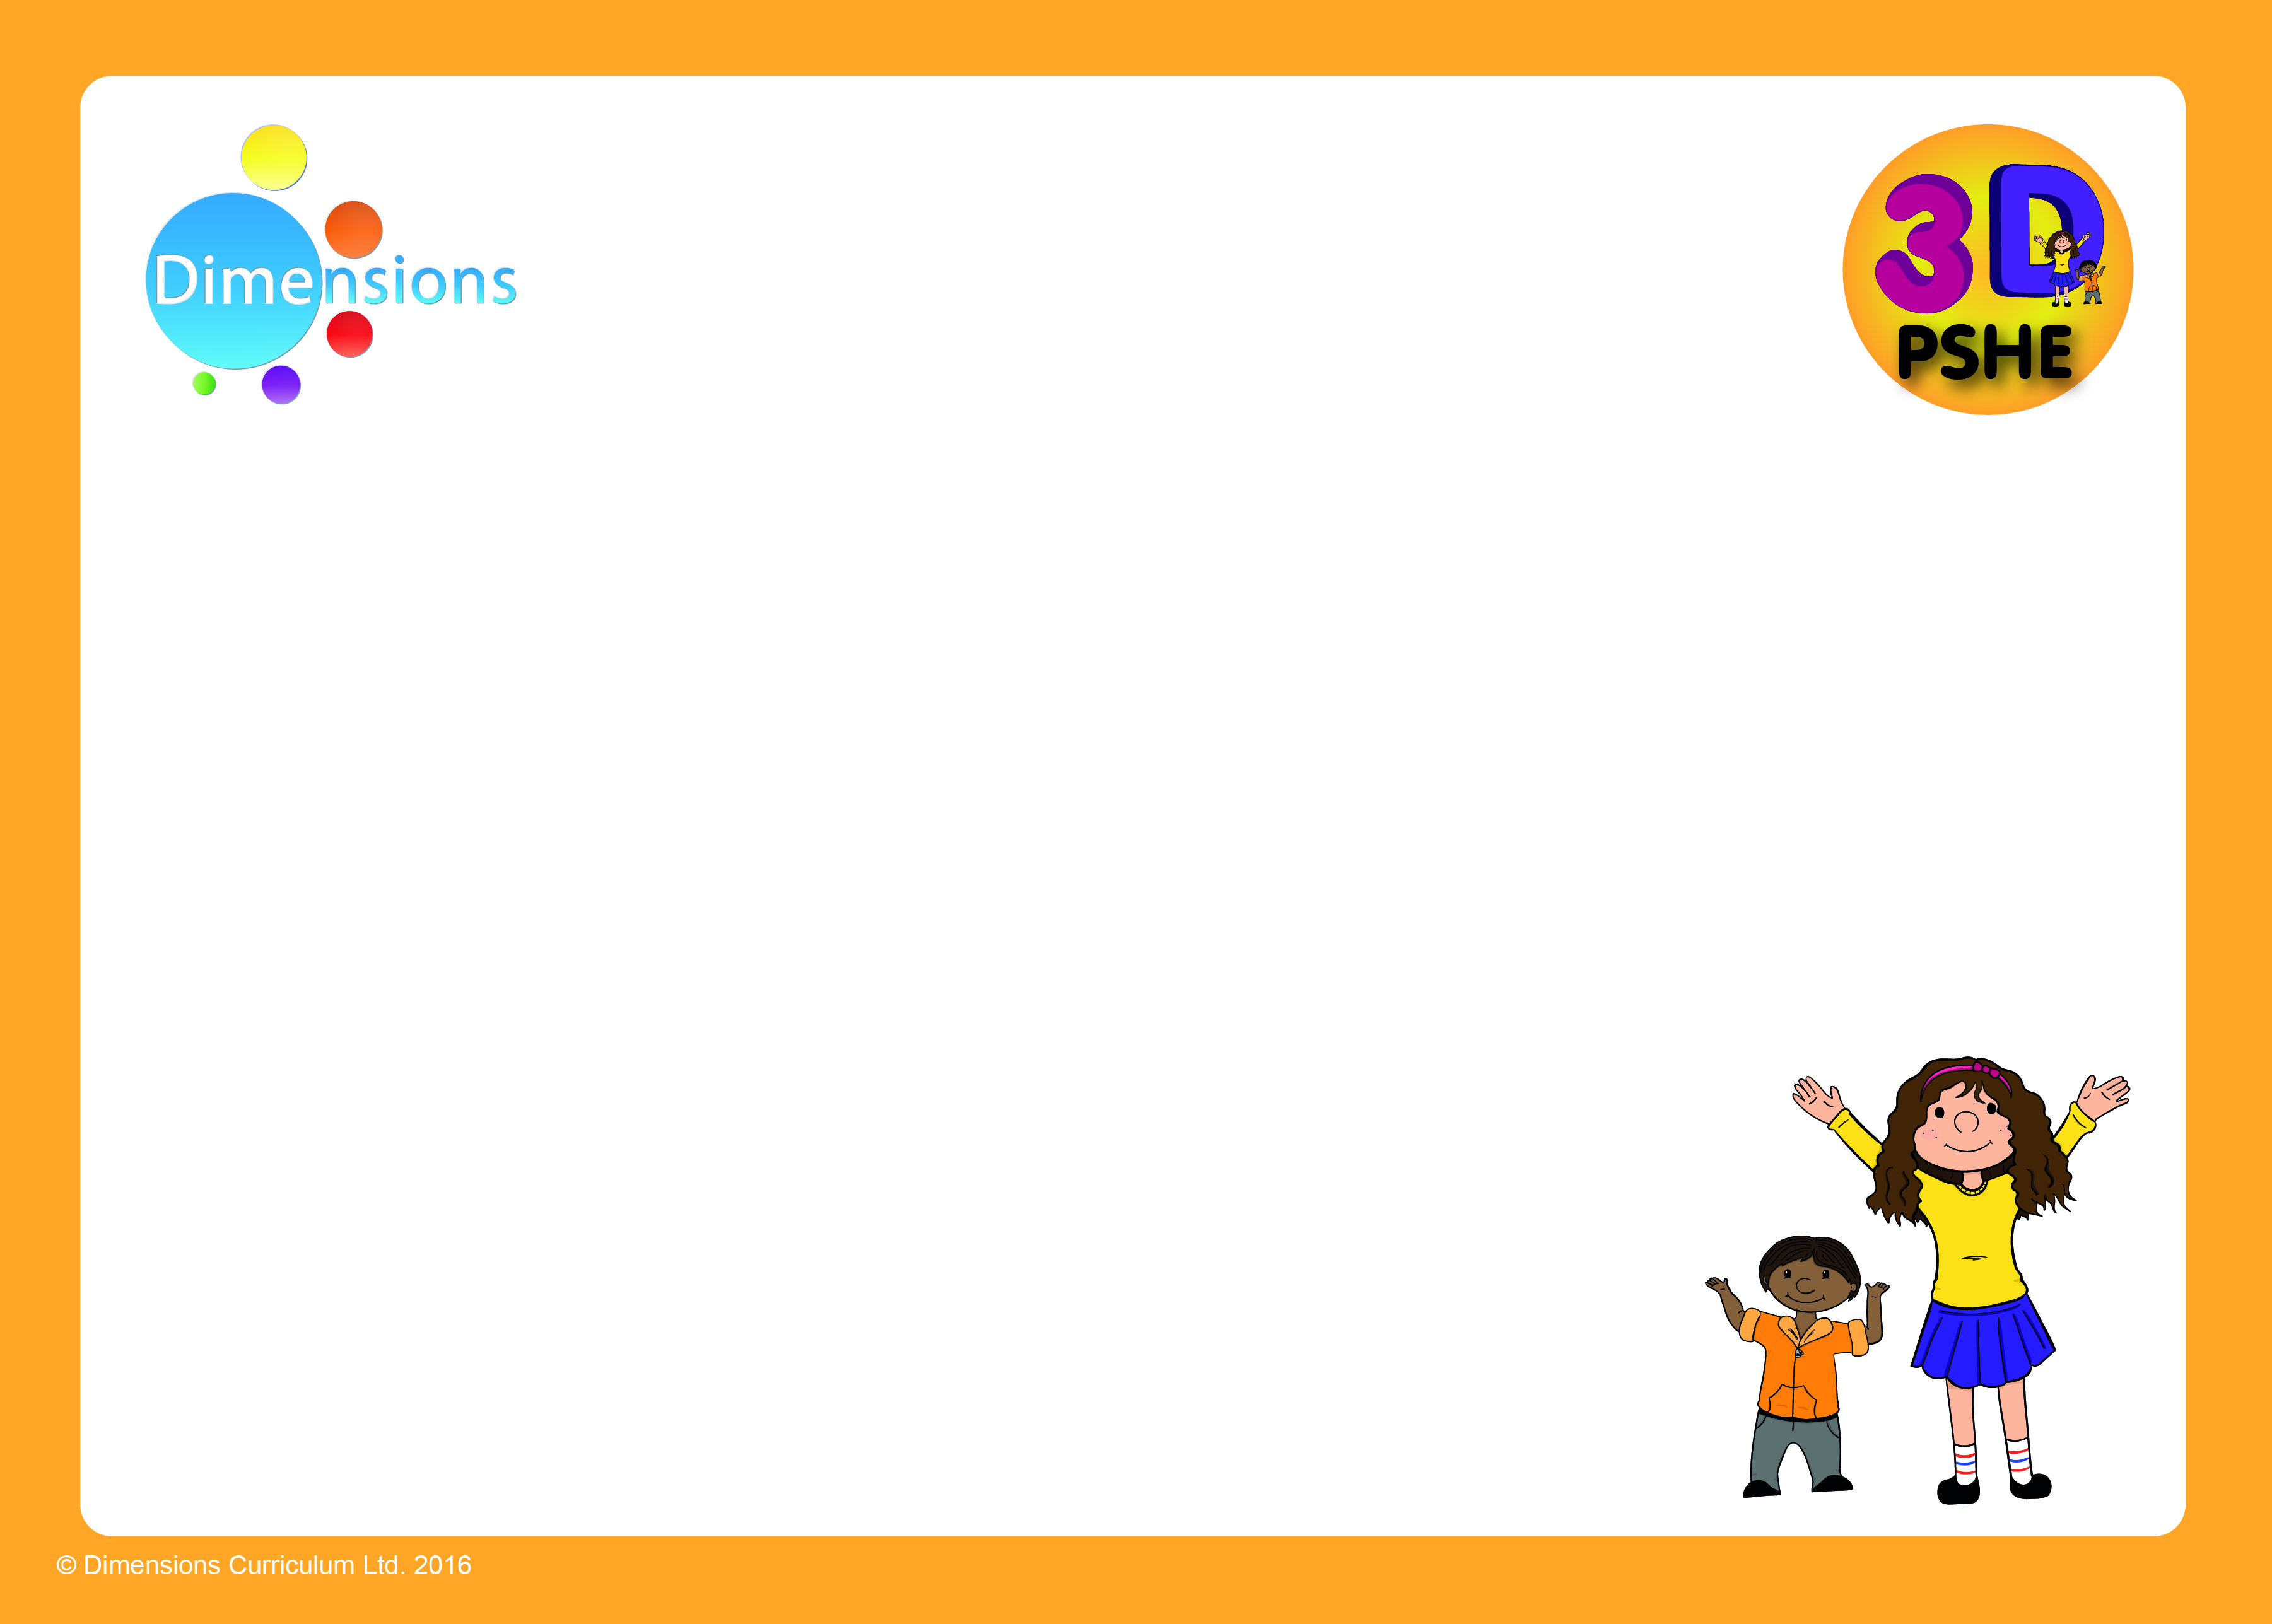 Dimensions
3D
PSHE
© Dimensions Curriculum Ltd. 2016